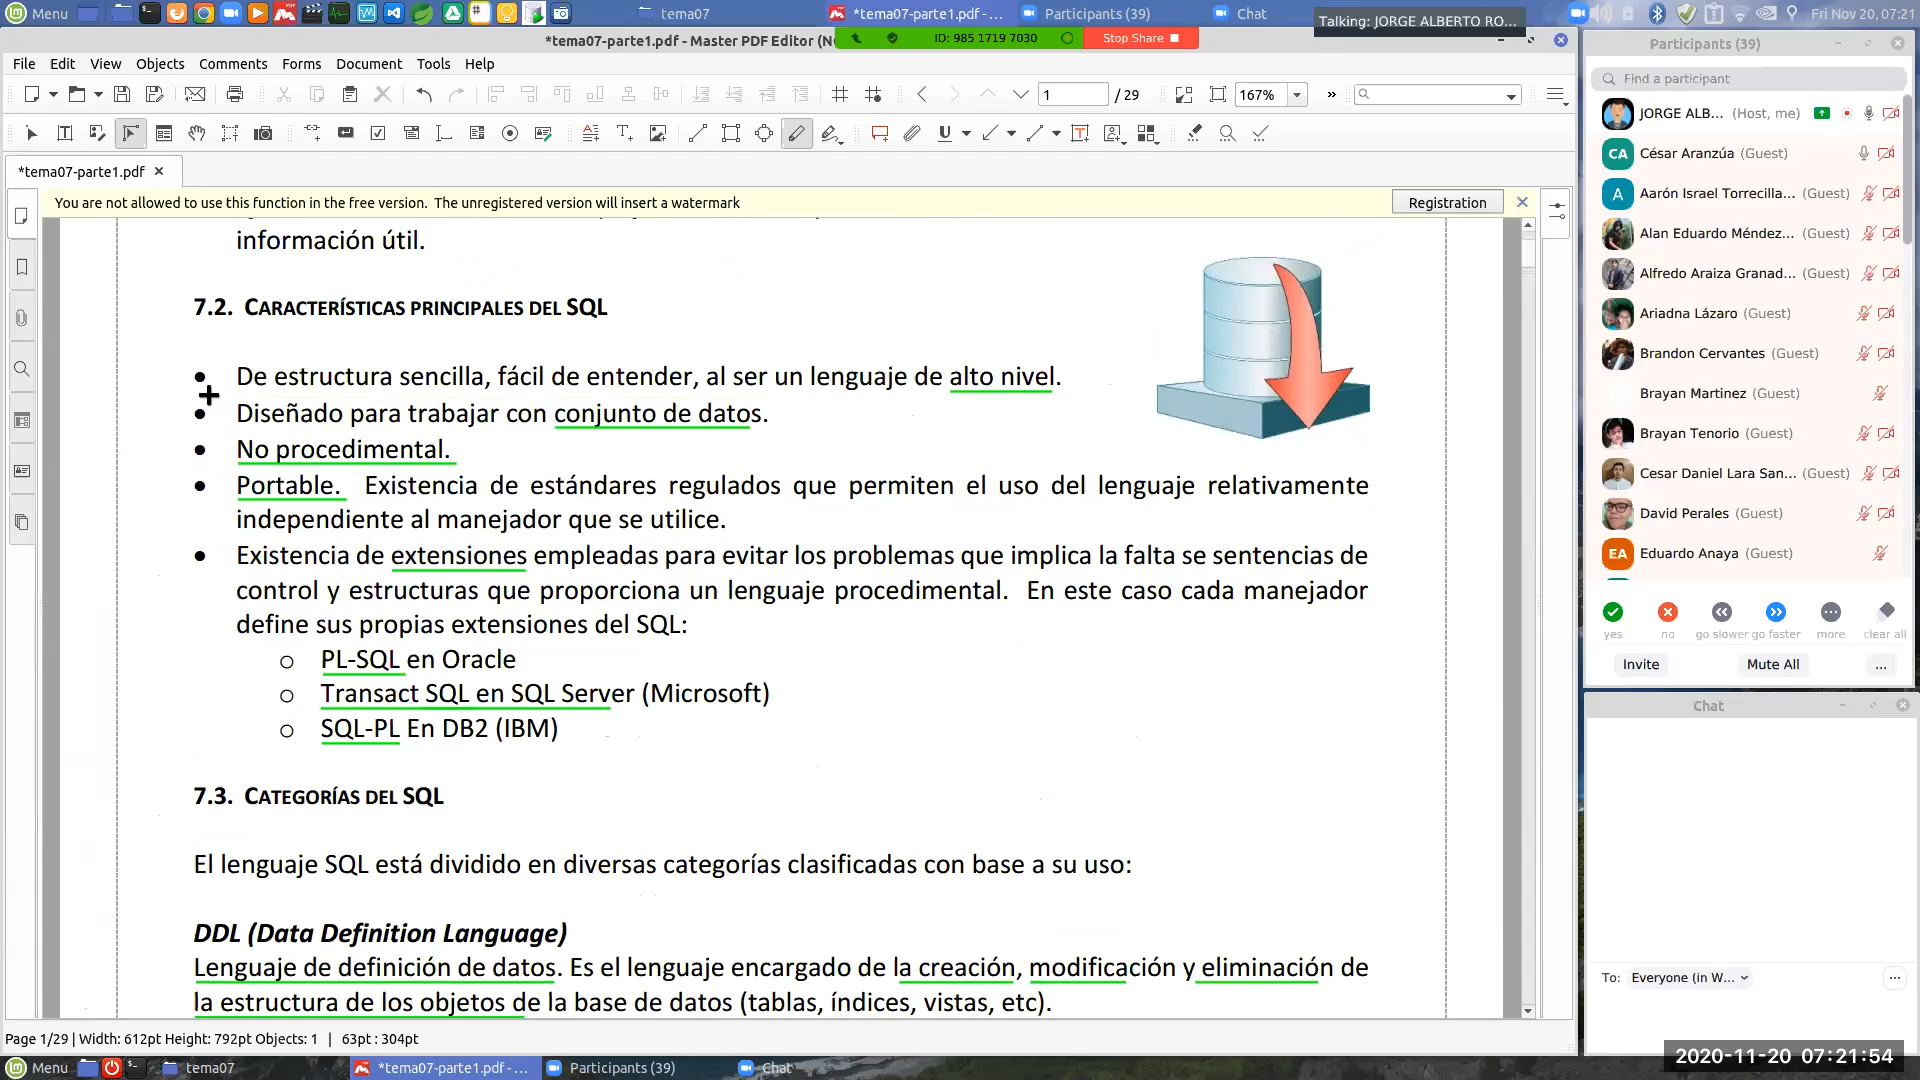 Menu
tema07
*tema07-parte1.pdf - ...
Participants (39)
Chat
Talking: JORGE ALBERTO RO...
Fri Nov 20, 07:21
*tema07-parte1.pdf - Master PDF Editor (N
ID: 985 1719 7030
Stop Share
File Edit View Objects Comments Forms Document Tools Help
1 / 29
167%
*tema07-parte1.pdf
You are not allowed to use this function in the free version. The unregistered version will insert a watermark
Registration
información útil.
7.2. CARACTERÍSTICAS PRINCIPALES DEL SQL
• De estructura sencilla, fácil de entender, al ser un lenguaje de alto nivel.
• Diseñado para trabajar con conjunto de datos.
• No procedimental.
• Portable. Existencia de estándares regulados que permiten el uso del lenguaje relativamente
independiente al manejador que se utilice.
• Existencia de extensiones empleadas para evitar los problemas que implica la falta se sentencias de
control y estructuras que proporciona un lenguaje procedimental. En este caso cada manejador
define sus propias extensiones del SQL:
o PL-SQL en Oracle
o Transact SQL en SQL Server (Microsoft)
o SQL-PL En DB2 (IBM)
7.3. CATEGORÍAS DEL SQL
El lenguaje SQL está dividido en diversas categorías clasificadas con base a su uso:
DDL (Data Definition Language)
Lenguaje de definición de datos. Es el lenguaje encargado de la creación, modificación y eliminación de
la estructura de los objetos de la base de datos (tablas, índices, vistas, etc).
Page 1/29 | Width: 612pt Height: 792pt Objects: 1 | 63pt : 304pt
Participants (39)
Find a participant
JORGE ALB... (Host, me)
CA César Aranzúa (Guest)
A Aarón Israel Torrecilla... (Guest)
Alan Eduardo Méndez... (Guest)
Alfredo Araiza Granad... (Guest)
Ariadna Lázaro (Guest)
Brandon Cervantes (Guest)
Brayan Martinez (Guest)
Brayan Tenorio (Guest)
Cesar Daniel Lara San... (Guest)
David Perales (Guest)
EA Eduardo Anaya (Guest)
yes no go slower go faster more clear all
Invite Mute All ...
Chat
To: Everyone (in W...
Menu
tema07
*tema07-parte1.pdf - ...
Participants (39)
Chat
2020-11-20 07:21:54